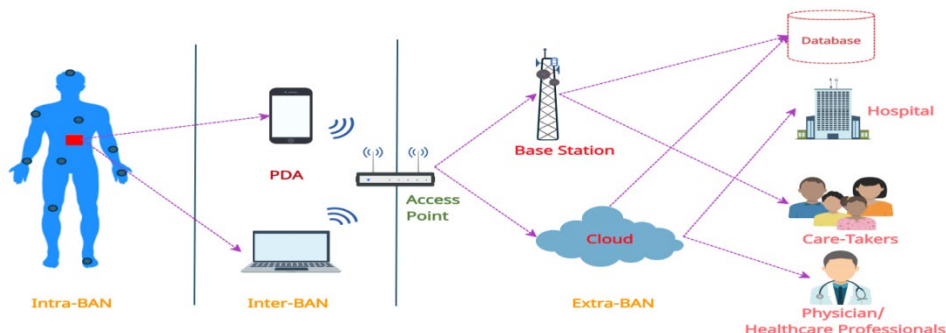 Database
Hospital
Base Station
PDA
Access
Point
Cloud
Care-Takers
Intra-BAN
Inter-BAN
Extra-BAN
Physician/
Healthcare Professionals